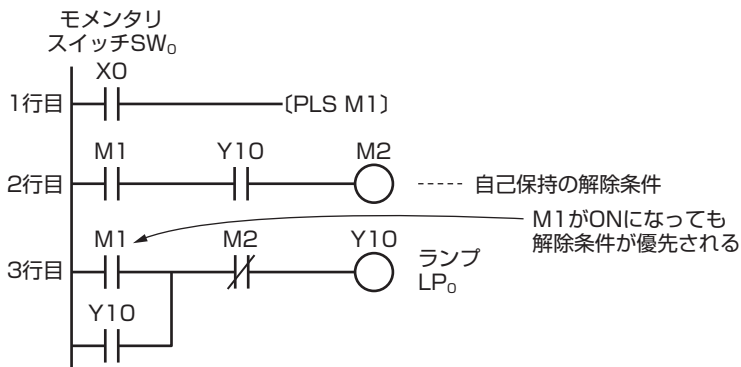 モメンタリ
スイッチSW₀
X0
1行目
〔PLS M1〕
M1 Y10 M2
2行目
自己保持の解除条件
M1がONになっても
解除条件が優先される
M1 M2 Y10
3行目
ランプ
LP₀
Y10